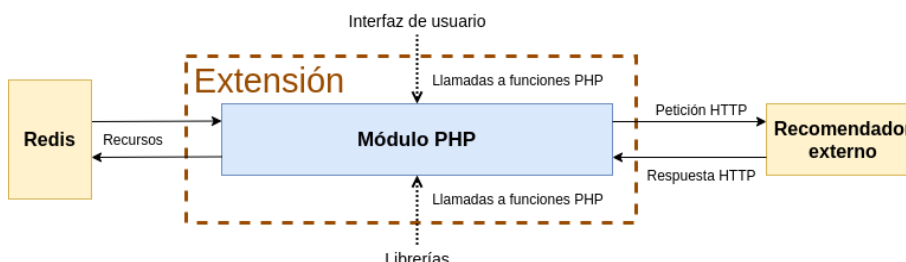 Interfaz de usuario
Extensión
Llamadas a funciones PHP
Redis
Recursos
Módulo PHP
Petición HTTP
Recomendador
externo
Respuesta HTTP
Llamadas a funciones PHP
Librerías